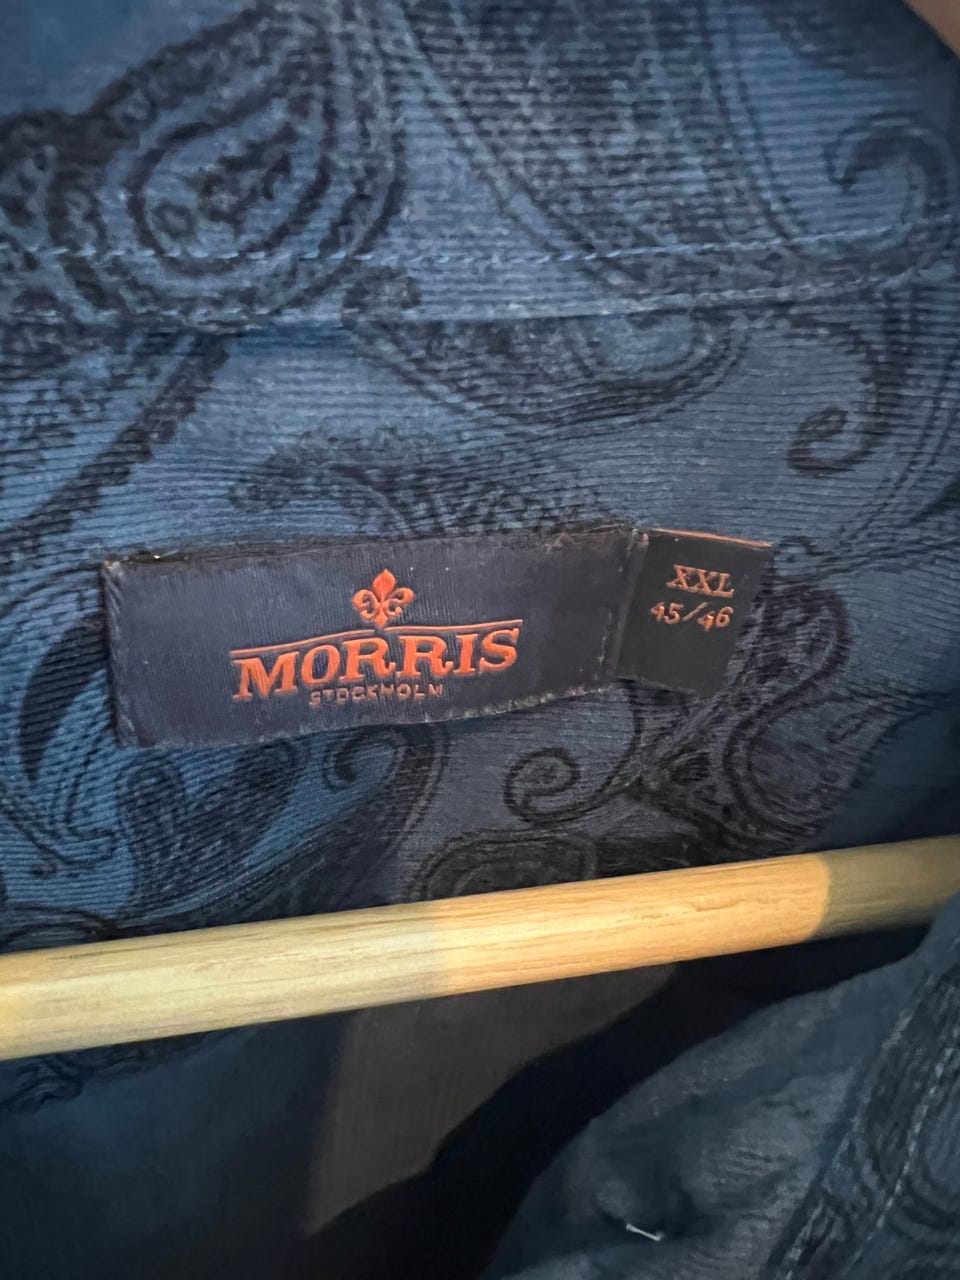 MORRIS
STOCKHOLM
XXL
45/46